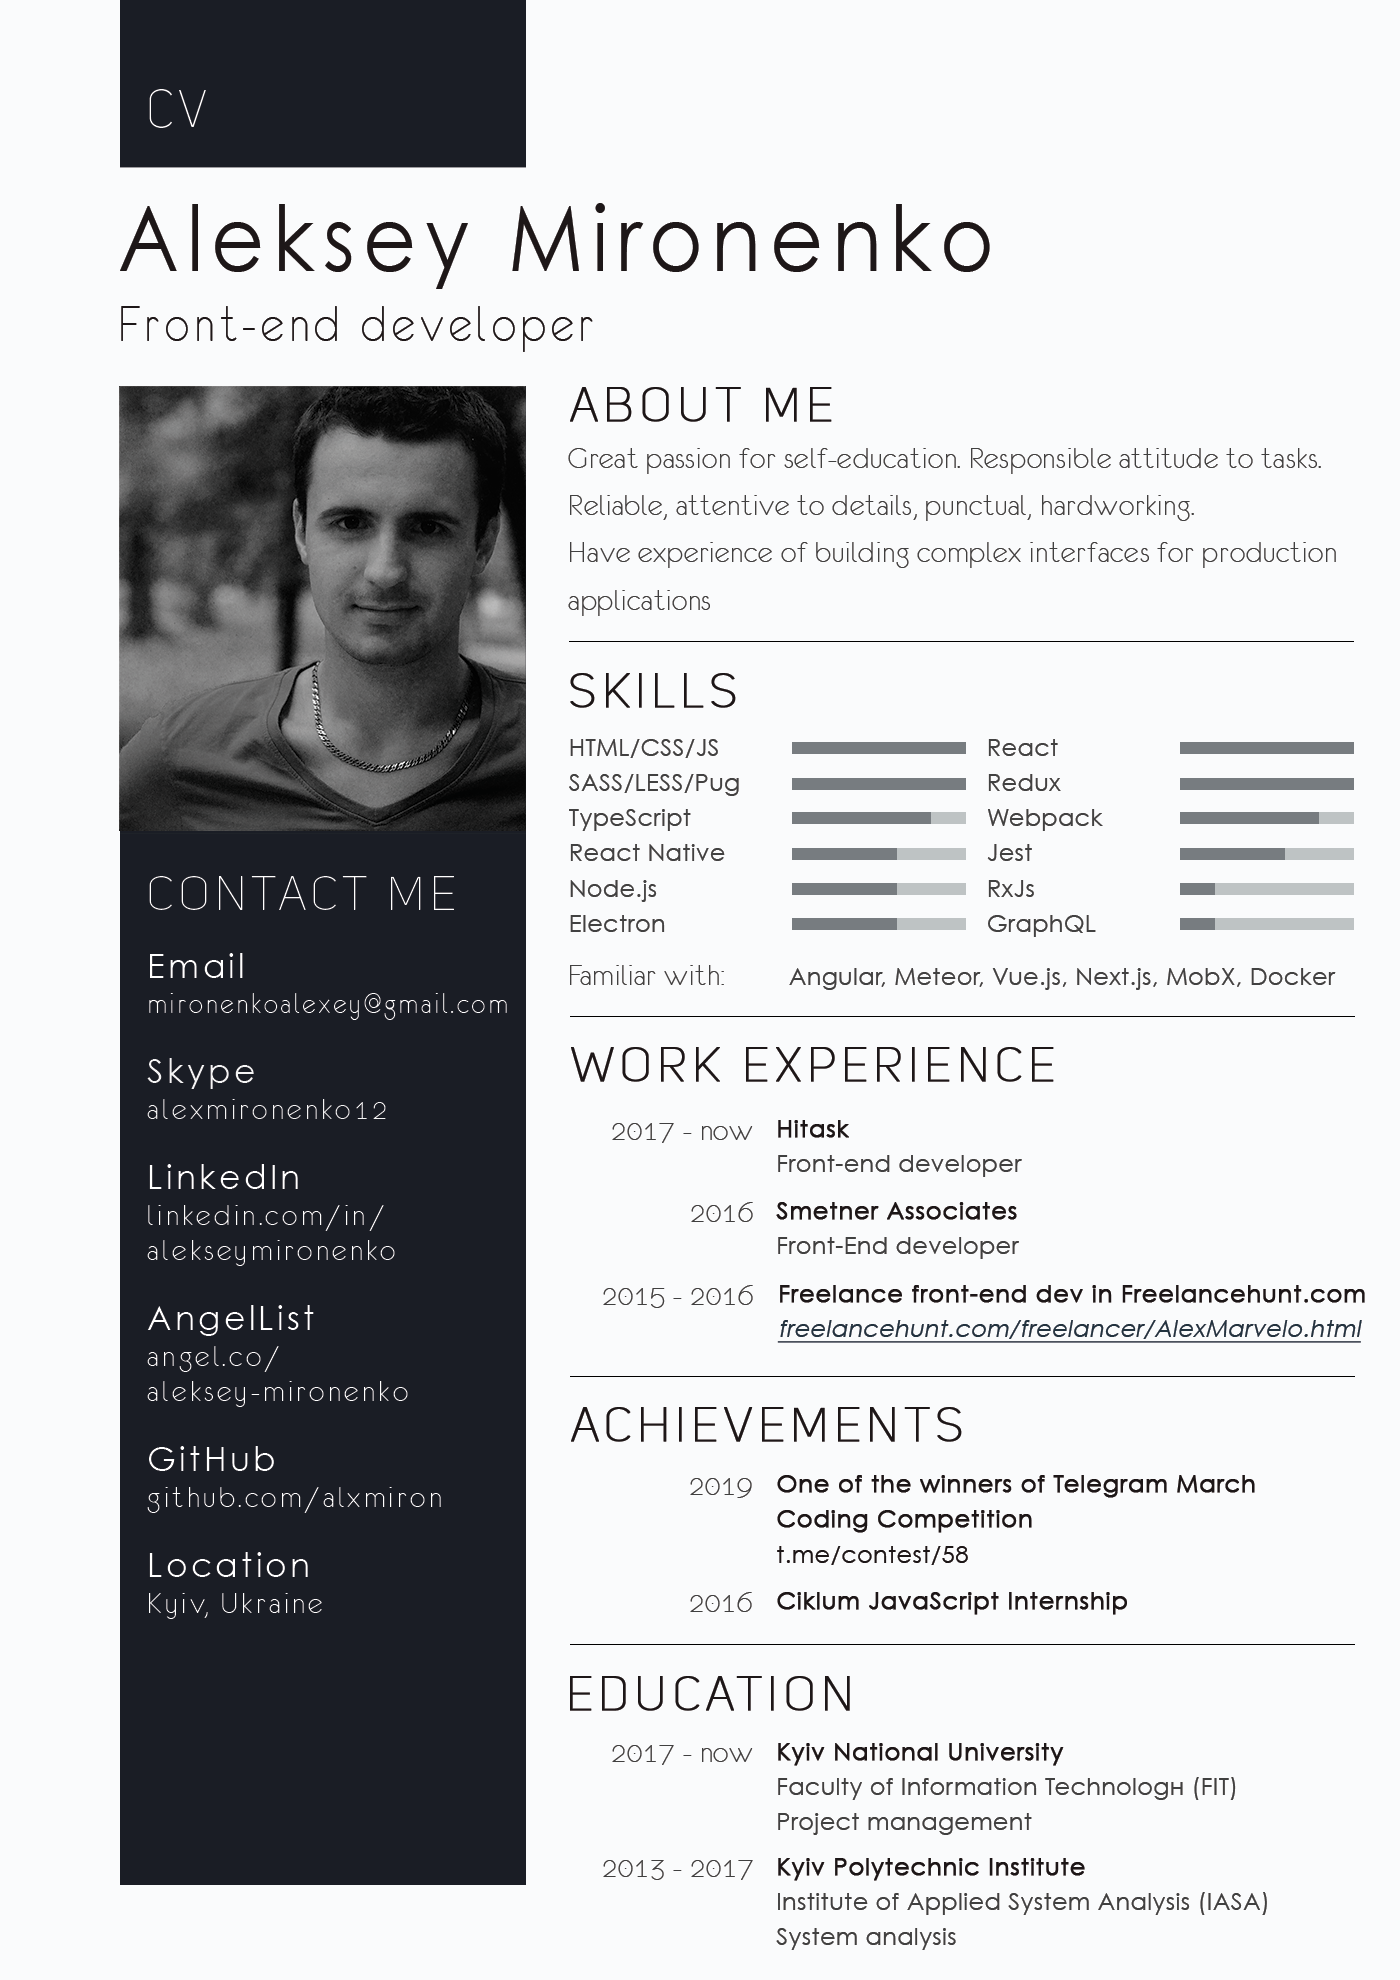 CV
Aleksey Mironenko
Front-end developer
ABOUT ME
Great passion for self-education. Responsible attitude to tasks.
Reliable, attentive to details, punctual, hardworking.
Have experience of building complex interfaces for production
applications
SKILLS
HTML/CSS/JS
React
SASS/LESS/Pug
Redux
TypeScript
Webpack
React Native
Jest
Node.js
RxJs
Electron
GraphQL
Familiar with: Angular, Meteor, Vue.js, Next.js, MobX, Docker
CONTACT ME
Email
mironenkoalexey@gmail.com
Skype
alexmironenko12
LinkedIn
linkedin.com/in/
alekseymironenko
AngelList
angel.co/
aleksey-mironenko
GitHub
github.com/alxmiron
Location
Kyiv, Ukraine
WORK EXPERIENCE
2017 - now Hitask
Front-end developer
2016 Smetner Associates
Front-End developer
2015 - 2016 Freelance front-end dev in Freelancehunt.com
freelancehunt.com/freelancer/AlexMarvelo.html
ACHIEVEMENTS
2019 One of the winners of Telegram March
Coding Competition
t.me/contest/58
2016 Ciklum JavaScript Internship
EDUCATION
2017 - now Kyiv National University
Faculty of Information Technologн (FIT)
Project management
2013 - 2017 Kyiv Polytechnic Institute
Institute of Applied System Analysis (IASA)
System analysis